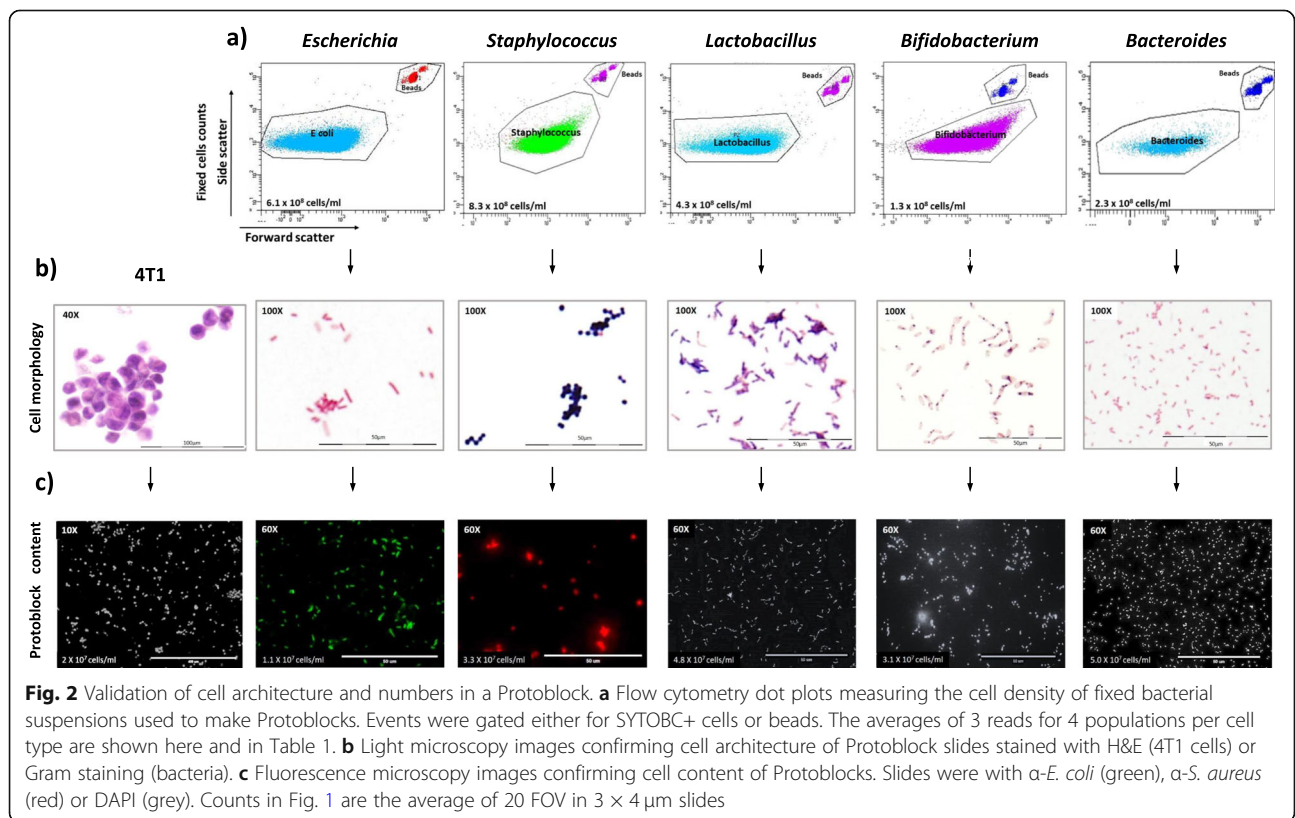 a)
Escherichia
Staphylococcus
Lactobacillus
Bifidobacterium
Bacteroides
Fixed cells counts
Side scatter
Forward scatter
Beads
E coli
6.1 x 10⁸ cells/ml
Beads
Staphylococcus
8.3 x 10⁸ cells/ml
Beads
Lactobacillus
4.3 x 10⁸ cells/ml
Beads
Bifidobacterium
1.3 x 10⁸ cells/ml
Beads
Bacteroides
2.3 x 10⁸ cells/ml
b)
4T1
Cell morphology
40X
100µm
100X
50µm
100X
50µm
100X
50µm
100X
50µm
100X
50µm
c)
Protoblock content
10X
2 X 10⁷ cells/ml
60X
1.1 X 10⁷ cells/ml
60X
3.3 X 10⁷ cells/ml
60X
4.8 X 10⁷ cells/ml
60X
3.1 X 10⁷ cells/ml
60X
5.0 X 10⁷ cells/ml
Fig. 2 Validation of cell architecture and numbers in a Protoblock. a Flow cytometry dot plots measuring the cell density of fixed bacterial
suspensions used to make Protoblocks. Events were gated either for SYTOBC+ cells or beads. The averages of 3 reads for 4 populations per cell
type are shown here and in Table 1. b Light microscopy images confirming cell architecture of Protoblock slides stained with H&E (4T1 cells) or
Gram staining (bacteria). c Fluorescence microscopy images confirming cell content of Protoblocks. Slides were with α-E. coli (green), α-S. aureus
(red) or DAPI (grey). Counts in Fig. 1 are the average of 20 FOV in 3 × 4 µm slides